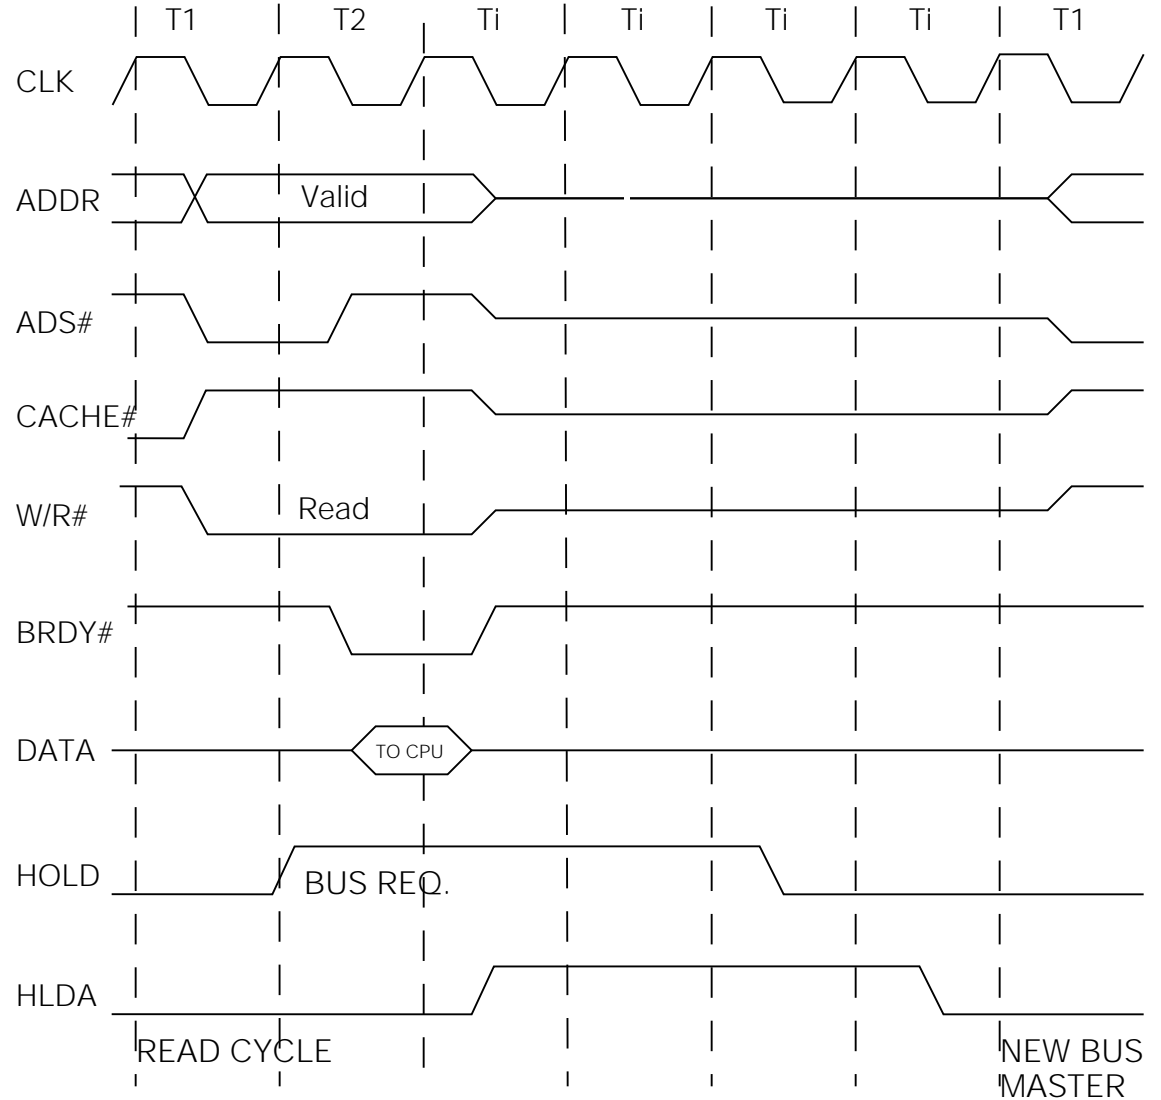 T1 T2 Ti Ti Ti Ti T1
CLK
ADDR Valid
ADS#
CACHE#
W/R# Read
BRDY#
DATA TO CPU
HOLD BUS REQ.
HLDA
READ CYCLE NEW BUS
MASTER